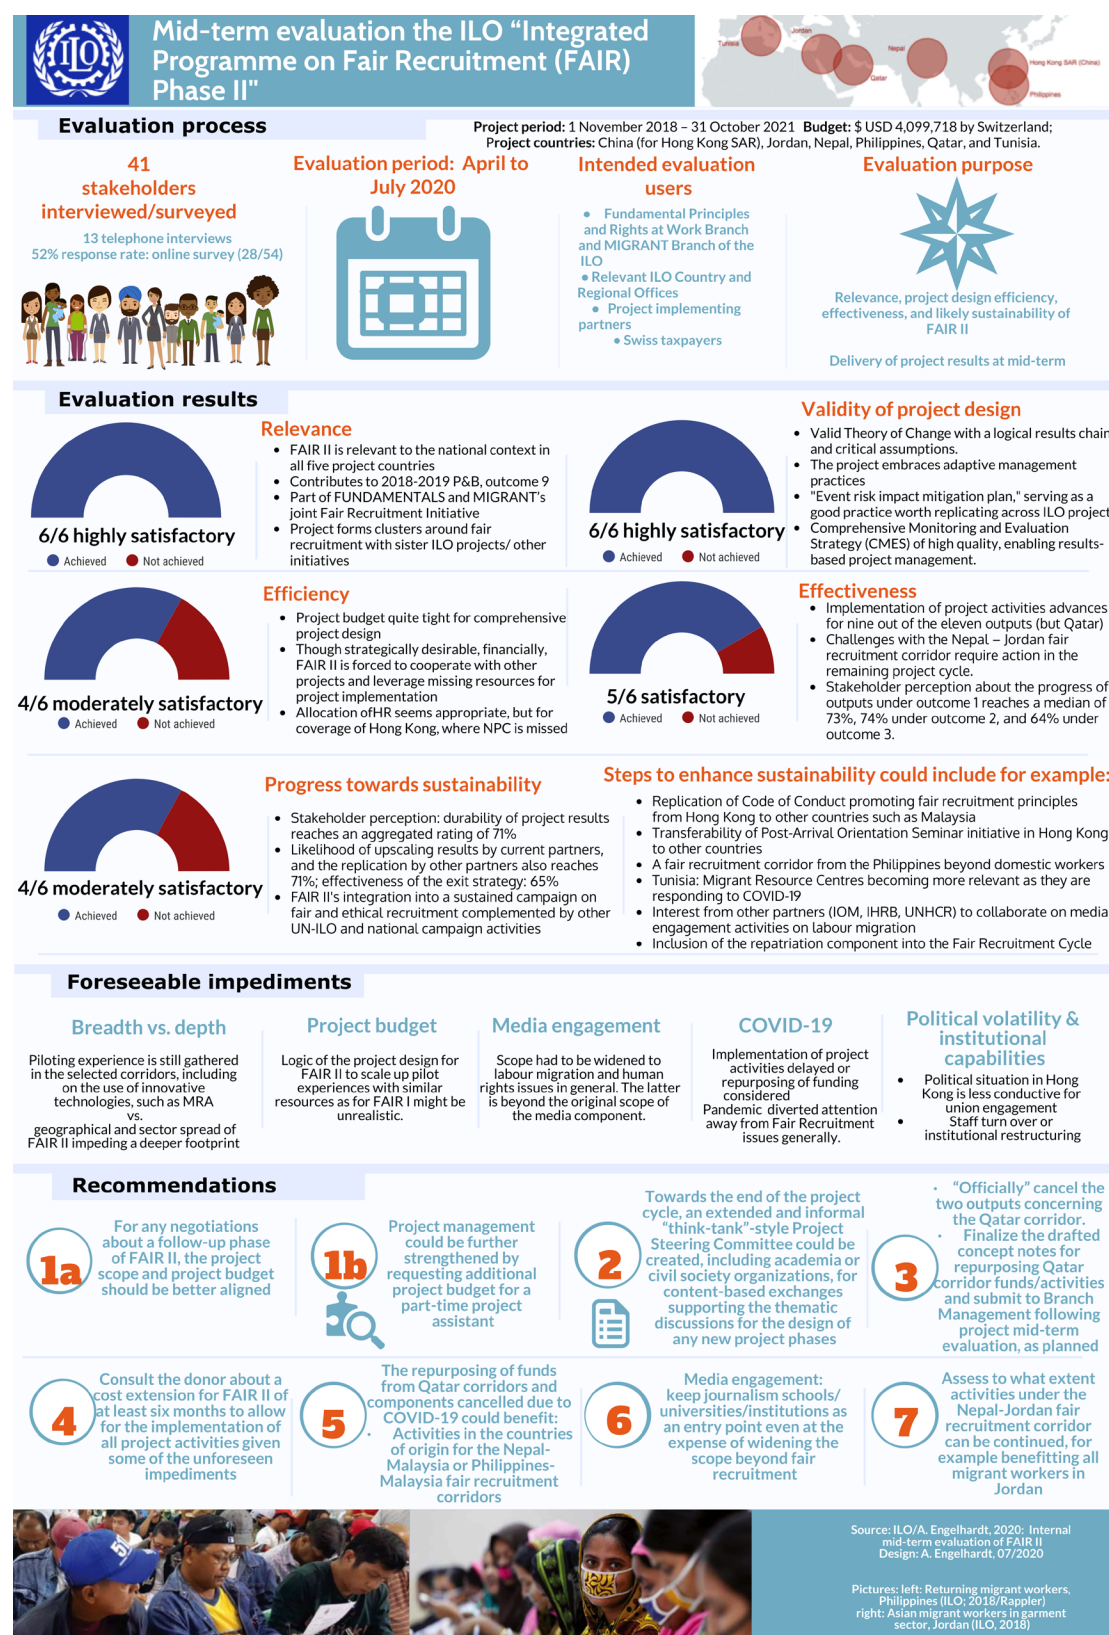 ILO
Mid-term evaluation the ILO “Integrated
Programme on Fair Recruitment (FAIR)
Phase II"
Tunisia
Jordan
Qatar
Nepal
Hong Kong SAR (China)
Philippines
Evaluation process
Project period: 1 November 2018 – 31 October 2021 Budget: $ USD 4,099,718 by Switzerland;
Project countries: China (for Hong Kong SAR), Jordan, Nepal, Philippines, Qatar, and Tunisia.
41
stakeholders
interviewed/surveyed
13 telephone interviews
52% response rate: online survey (28/54)
Evaluation period: April to
July 2020
Intended evaluation
users
• Fundamental Principles
and Rights at Work Branch
and MIGRANT Branch of the
ILO
• Relevant ILO Country and
Regional Offices
• Project implementing
partners
• Swiss taxpayers
Evaluation purpose
Relevance, project design efficiency,
effectiveness, and likely sustainability of
FAIR II
Delivery of project results at mid-term
Evaluation results
6/6 highly satisfactory
Achieved Not achieved
Relevance
• FAIR II is relevant to the national context in
all five project countries
• Contributes to 2018-2019 P&B, outcome 9
• Part of FUNDAMENTALS and MIGRANT's
joint Fair Recruitment Initiative
• Project forms clusters around fair
recruitment with sister ILO projects/ other
initiatives
6/6 highly satisfactory
Achieved Not achieved
Validity of project design
• Valid Theory of Change with a logical results chain
and critical assumptions.
• The project embraces adaptive management
practices
• "Event risk impact mitigation plan," serving as a
good practice worth replicating across ILO project
• Comprehensive Monitoring and Evaluation
Strategy (CMES) of high quality, enabling results-
based project management.
4/6 moderately satisfactory
Achieved Not achieved
Efficiency
• Project budget quite tight for comprehensive
project design
• Though strategically desirable, financially,
FAIR II is forced to cooperate with other
projects and leverage missing resources for
project implementation
• Allocation ofHR seems appropriate, but for
coverage of Hong Kong, where NPC is missed
5/6 satisfactory
Achieved Not achieved
Effectiveness
• Implementation of project activities advances
for nine out of the eleven outputs (but Qatar)
• Challenges with the Nepal – Jordan fair
recruitment corridor require action in the
remaining project cycle.
• Stakeholder perception about the progress of
outputs under outcome 1 reaches a median of
73%, 74% under outcome 2, and 64% under
outcome 3.
4/6 moderately satisfactory
Achieved Not achieved
Progress towards sustainability
• Stakeholder perception: durability of project results
reaches an aggregated rating of 71%
• Likelihood of upscaling results by current partners,
and the replication by other partners also reaches
71%; effectiveness of the exit strategy: 65%
• FAIR II's integration into a sustained campaign on
fair and ethical recruitment complemented by other
UN-ILO and national campaign activities
Steps to enhance sustainability could include for example:
• Replication of Code of Conduct promoting fair recruitment principles
from Hong Kong to other countries such as Malaysia
• Transferability of Post-Arrival Orientation Seminar initiative in Hong Kong
to other countries
• A fair recruitment corridor from the Philippines beyond domestic workers
• Tunisia: Migrant Resource Centres becoming more relevant as they are
responding to COVID-19
• Interest from other partners (IOM, IHRB, UNHCR) to collaborate on media
engagement activities on labour migration
• Inclusion of the repatriation component into the Fair Recruitment Cycle
Foreseeable impediments
Breadth vs. depth
Piloting experience is still gathered
in the selected corridors, including
on the use of innovative
technologies, such as MRA
vs.
geographical and sector spread of
FAIR II impeding a deeper footprint
Project budget
Logic of the project design for
FAIR II to scale up pilot
experiences with similar
resources as for FAIR I might be
unrealistic.
Media engagement
Scope had to be widened to
labour migration and human
rights issues in general. The latter
is beyond the original scope of
the media component.
COVID-19
Implementation of project
activities delayed or
repurposing of funding
considered
Pandemic diverted attention
away from Fair Recruitment
issues generally.
Political volatility &
institutional
capabilities
• Political situation in Hong
Kong is less conductive for
union engagement
• Staff turn over or
institutional restructuring
Recommendations
1a
For any negotiations
about a follow-up phase
of FAIR II, the project
scope and project budget
should be better aligned
1b
Project management
could be further
strengthened by
requesting additional
project budget for a
part-time project
assistant
2
Towards the end of the project
cycle, an extended and informal
“think-tank”-style Project
Steering Committee could be
created, including academia or
civil society organizations, for
content-based exchanges
supporting the thematic
discussions for the design of
any new project phases
3
· “Officially” cancel the
two outputs concerning
the Qatar corridor.
· Finalize the drafted
concept notes for
repurposing Qatar
corridor funds/activities
and submit to Branch
Management following
project mid-term
evaluation, as planned
4
Consult the donor about a
cost extension for FAIR II of
at least six months to allow
for the implementation of
all project activities given
some of the unforeseen
impediments
5
The repurposing of funds
from Qatar corridors and
components cancelled due to
COVID-19 could benefit:
· Activities in the countries
of origin for the Nepal-
Malaysia or Philippines-
Malaysia fair recruitment
corridors
6
Media engagement:
keep journalism schools/
universities/institutions as
an entry point even at the
expense of widening the
scope beyond fair
recruitment
7
Assess to what extent
activities under the
Nepal-Jordan fair
recruitment corridor
can be continued, for
example benefitting all
migrant workers in
Jordan
Source: ILO/A. Engelhardt, 2020: Internal
mid-term evaluation of FAIR II
Design: A. Engelhardt, 07/2020
Pictures: left: Returning migrant workers,
Philippines (ILO; 2018/Rappler)
right: Asian migrant workers in garment
sector, Jordan (ILO, 2018)